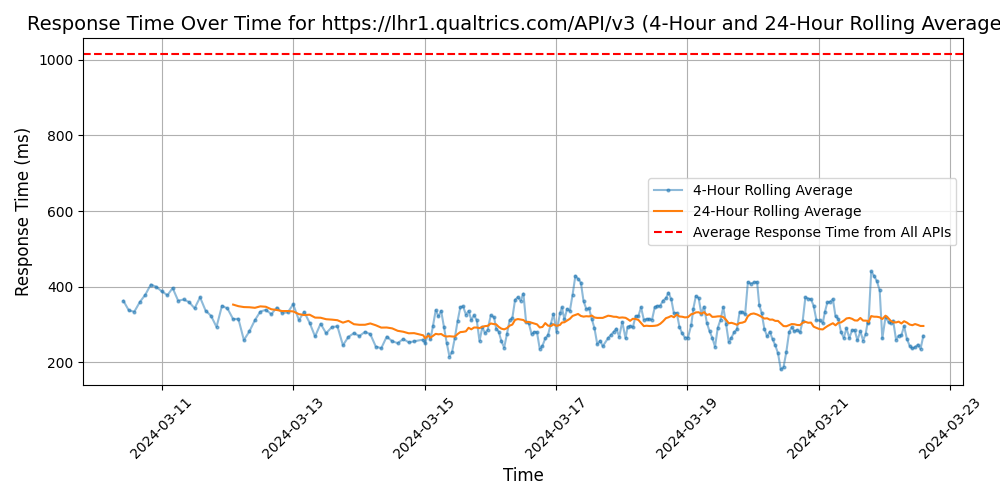 Response Time Over Time for https://lhr1.qualtrics.com/API/v3 (4-Hour and 24-Hour Rolling Average
Response Time (ms)
1000
800
600
400
200
4-Hour Rolling Average
24-Hour Rolling Average
Average Response Time from All APIs
2024-03-11
2024-03-13
2024-03-15
2024-03-17
2024-03-19
2024-03-21
2024-03-23
Time